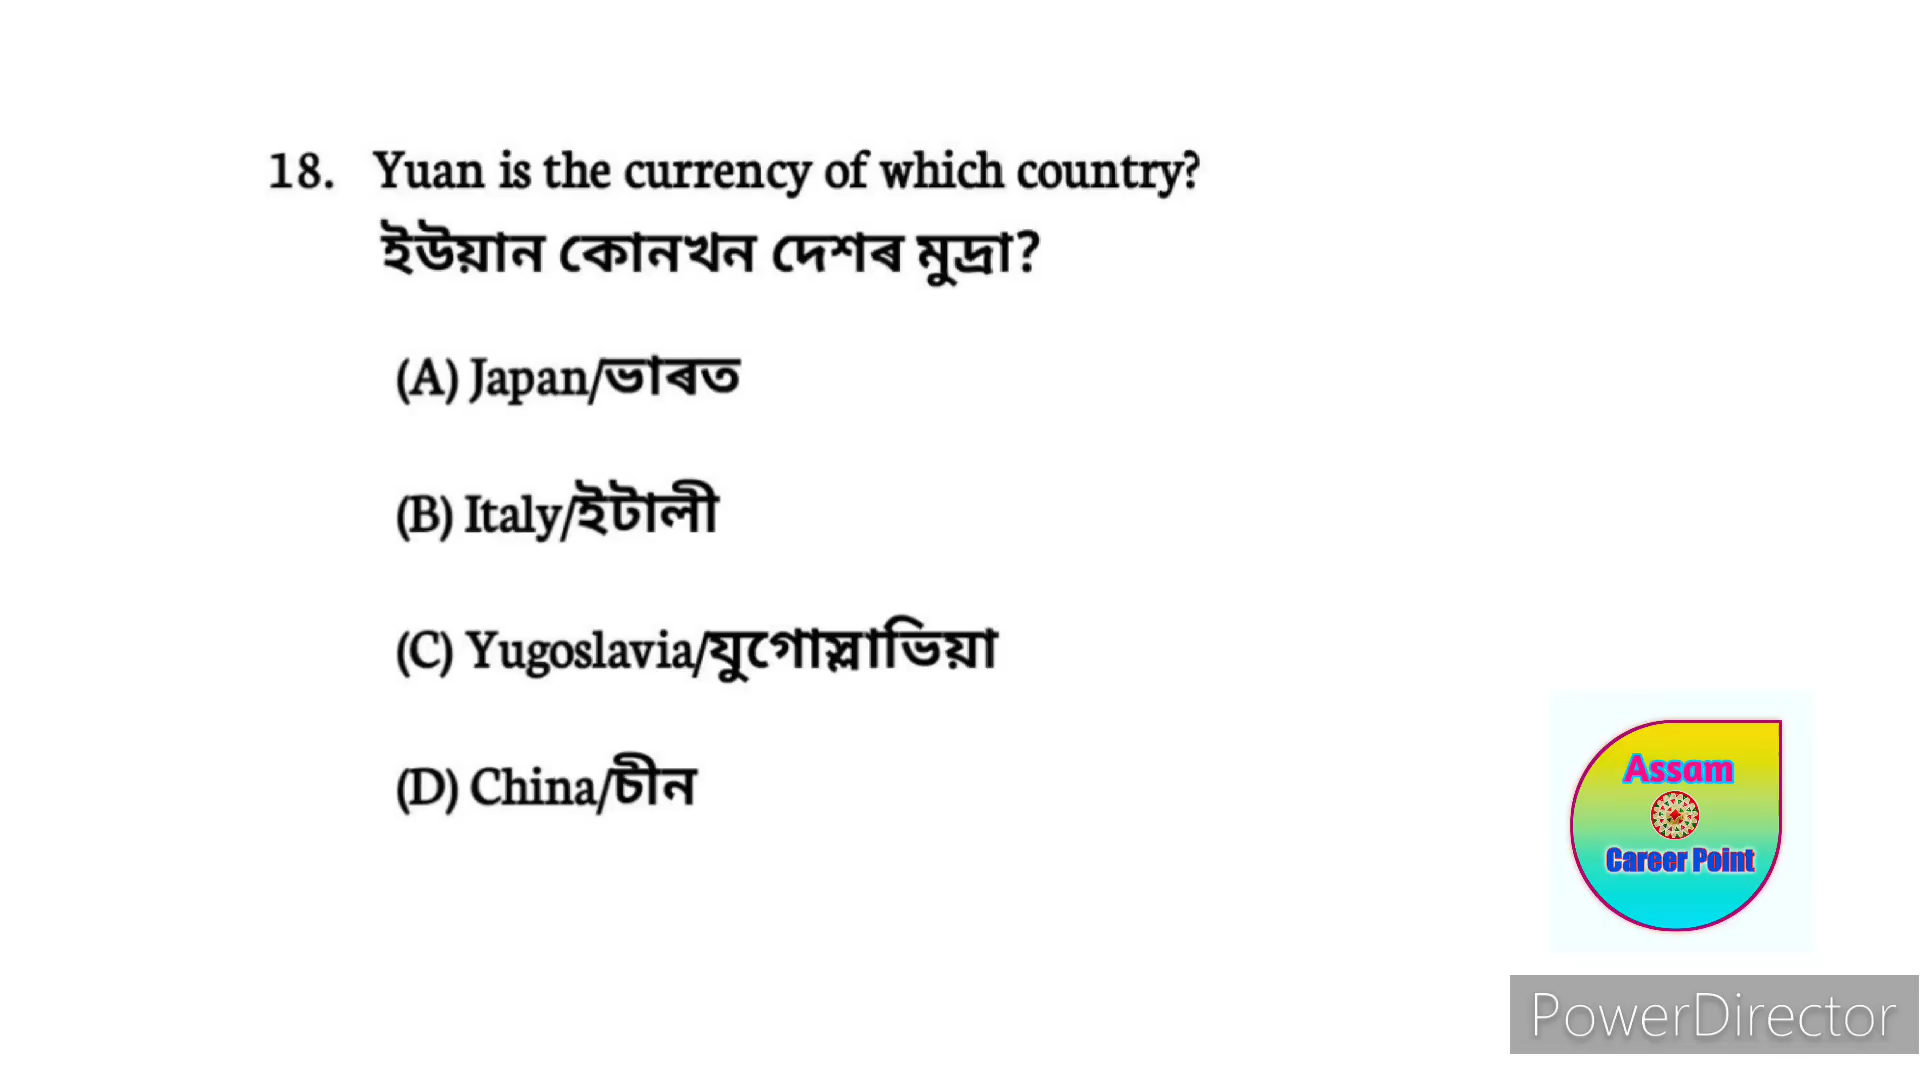 18. Yuan is the currency of which country?
ইউয়ান কোনখন দেশৰ মুদ্ৰা?
(A) Japan/ভাৰত
(B) Italy/ইটালী
(C) Yugoslavia/যুগোস্লাভিয়া
(D) China/চীন
Assam
Career Point
PowerDirector